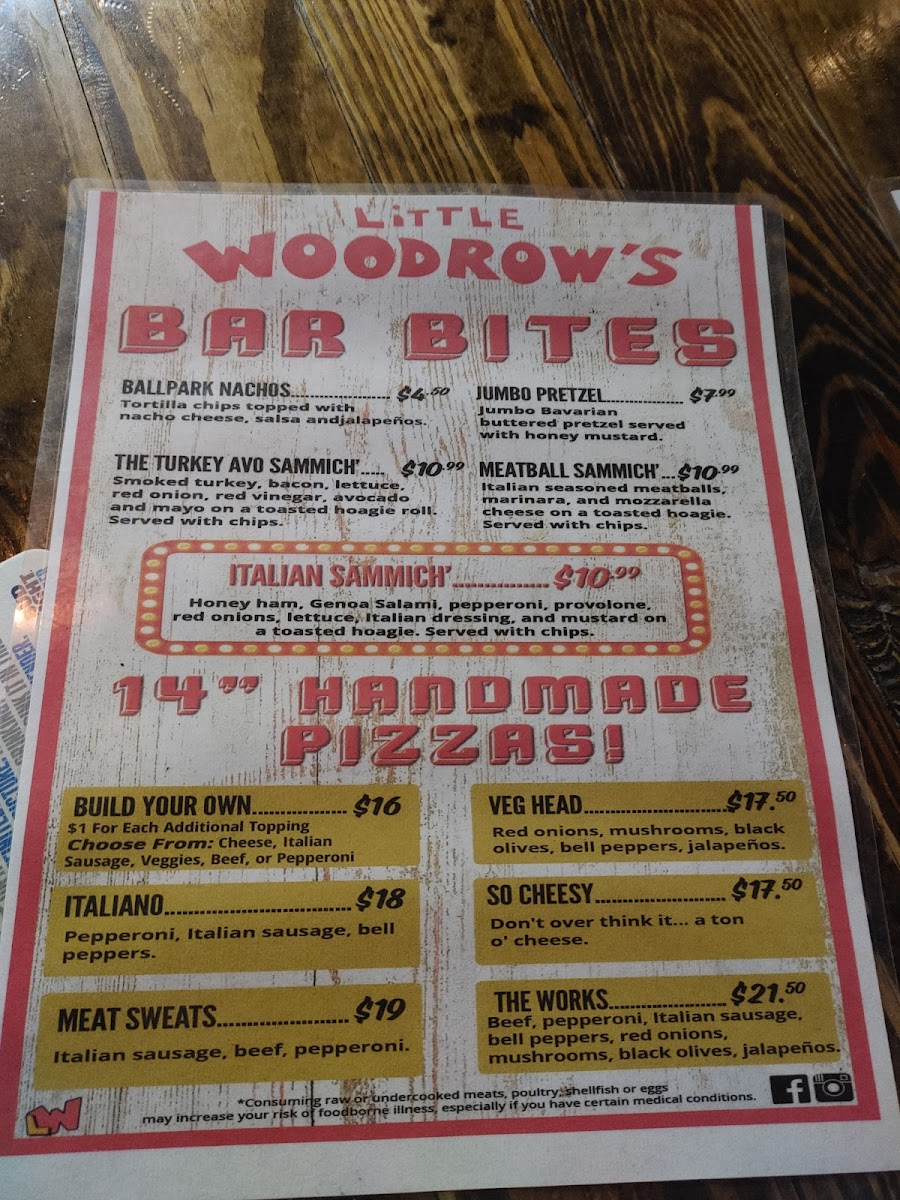 LiTTLE
WOODROW'S
BAR BITES
BALLPARK NACHOS...................... $4.50
Tortilla chips topped with
nacho cheese, salsa andjalapeños.
JUMBO PRETZEL................. $7.99
Jumbo Bavarian
buttered pretzel served
with honey mustard.
THE TURKEY AVO SAMMICH'..... $10.99
Smoked turkey, bacon, lettuce,
red onion, red vinegar, avocado
and mayo on a toasted hoagie roll.
Served with chips.
MEATBALL SAMMICH'...$10.99
Italian seasoned meatballs,
marinara, and mozzarella
cheese on a toasted hoagie.
Served with chips.
ITALIAN SAMMICH'..............$10.99
Honey ham, Genoa Salami, pepperoni, provolone,
red onions, lettuce, Italian dressing, and mustard on
a toasted hoagie. Served with chips.
14" HANDMADE
PIZZAS!
BUILD YOUR OWN.............. $16
$1 For Each Additional Topping
Choose From: Cheese, Italian
Sausage, Veggies, Beef, or Pepperoni
VEG HEAD......................$17.50
Red onions, mushrooms, black
olives, bell peppers, jalapeños.
ITALIANO............................ $18
Pepperoni, Italian sausage, bell
peppers.
SO CHEESY.................... $17.50
Don't over think it... a ton
o' cheese.
MEAT SWEATS.................... $19
Italian sausage, beef, pepperoni.
THE WORKS.................. $21.50
Beef, pepperoni, Italian sausage,
bell peppers, red onions,
mushrooms, black olives, jalapeños.
*Consuming raw or undercooked meats, poultry, shellfish or eggs
may increase your risk of foodborne illness, especially if you have certain medical conditions.
LW